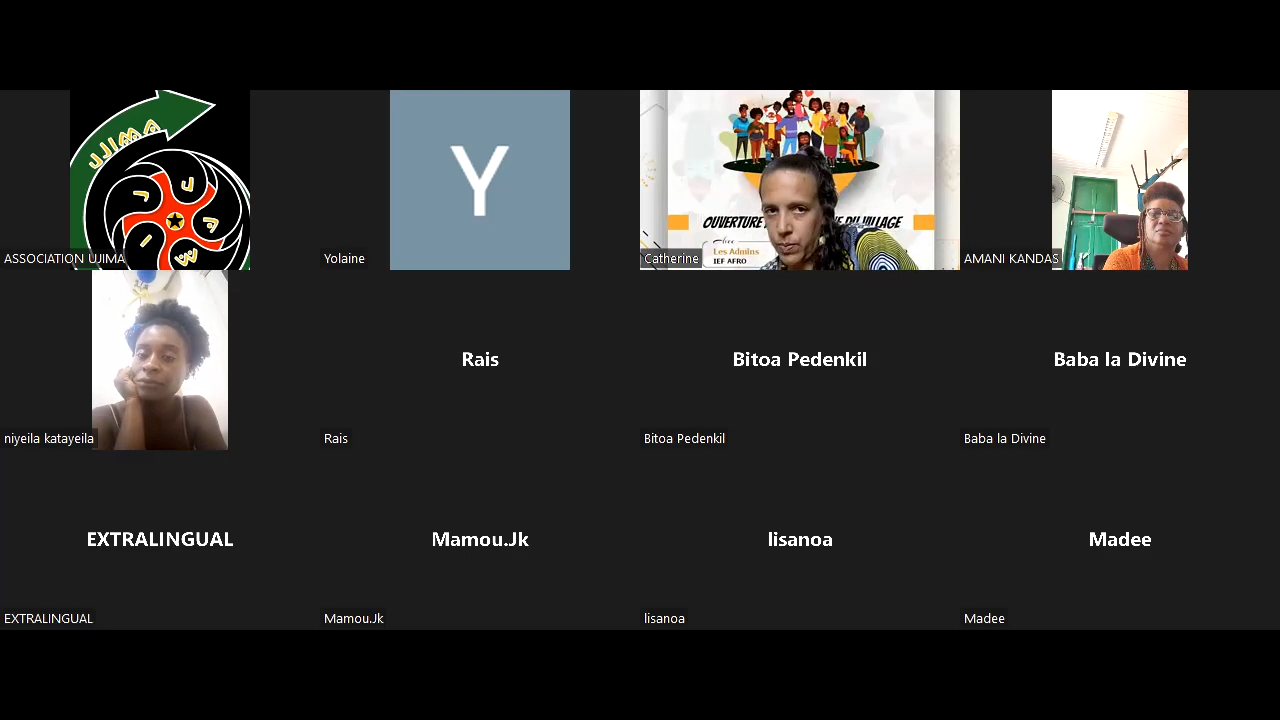 UJIMA
U
J
I
M
A
ASSOCIATION UJIMA
Y
Yolaine
OUVERTURE
DU VILLAGE
Avec
Les Admins
IEF AFRO
Catherine
AMANI KANDAS
niyeila katayeila
Rais
Rais
Bitoa Pedenkil
Bitoa Pedenkil
Baba la Divine
Baba la Divine
EXTRALINGUAL
EXTRALINGUAL
Mamou.Jk
Mamou.Jk
lisanoa
lisanoa
Madee
Madee